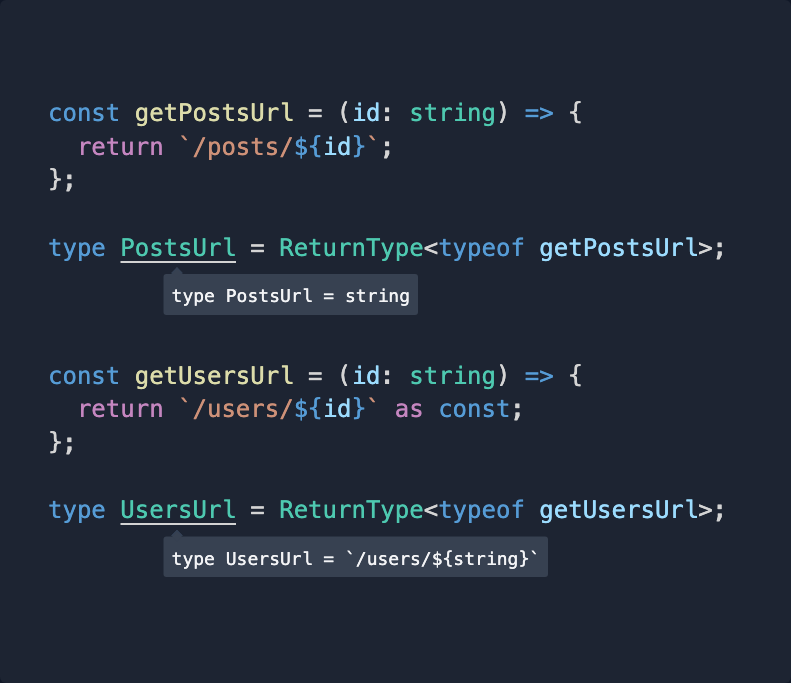 const getPostsUrl = (id: string) => {
  return `/posts/${id}`;
};
type PostsUrl = ReturnType<typeof getPostsUrl>;
type PostsUrl = string
const getUsersUrl = (id: string) => {
  return `/users/${id}` as const;
};
type UsersUrl = ReturnType<typeof getUsersUrl>;
type UsersUrl = `/users/${string}`